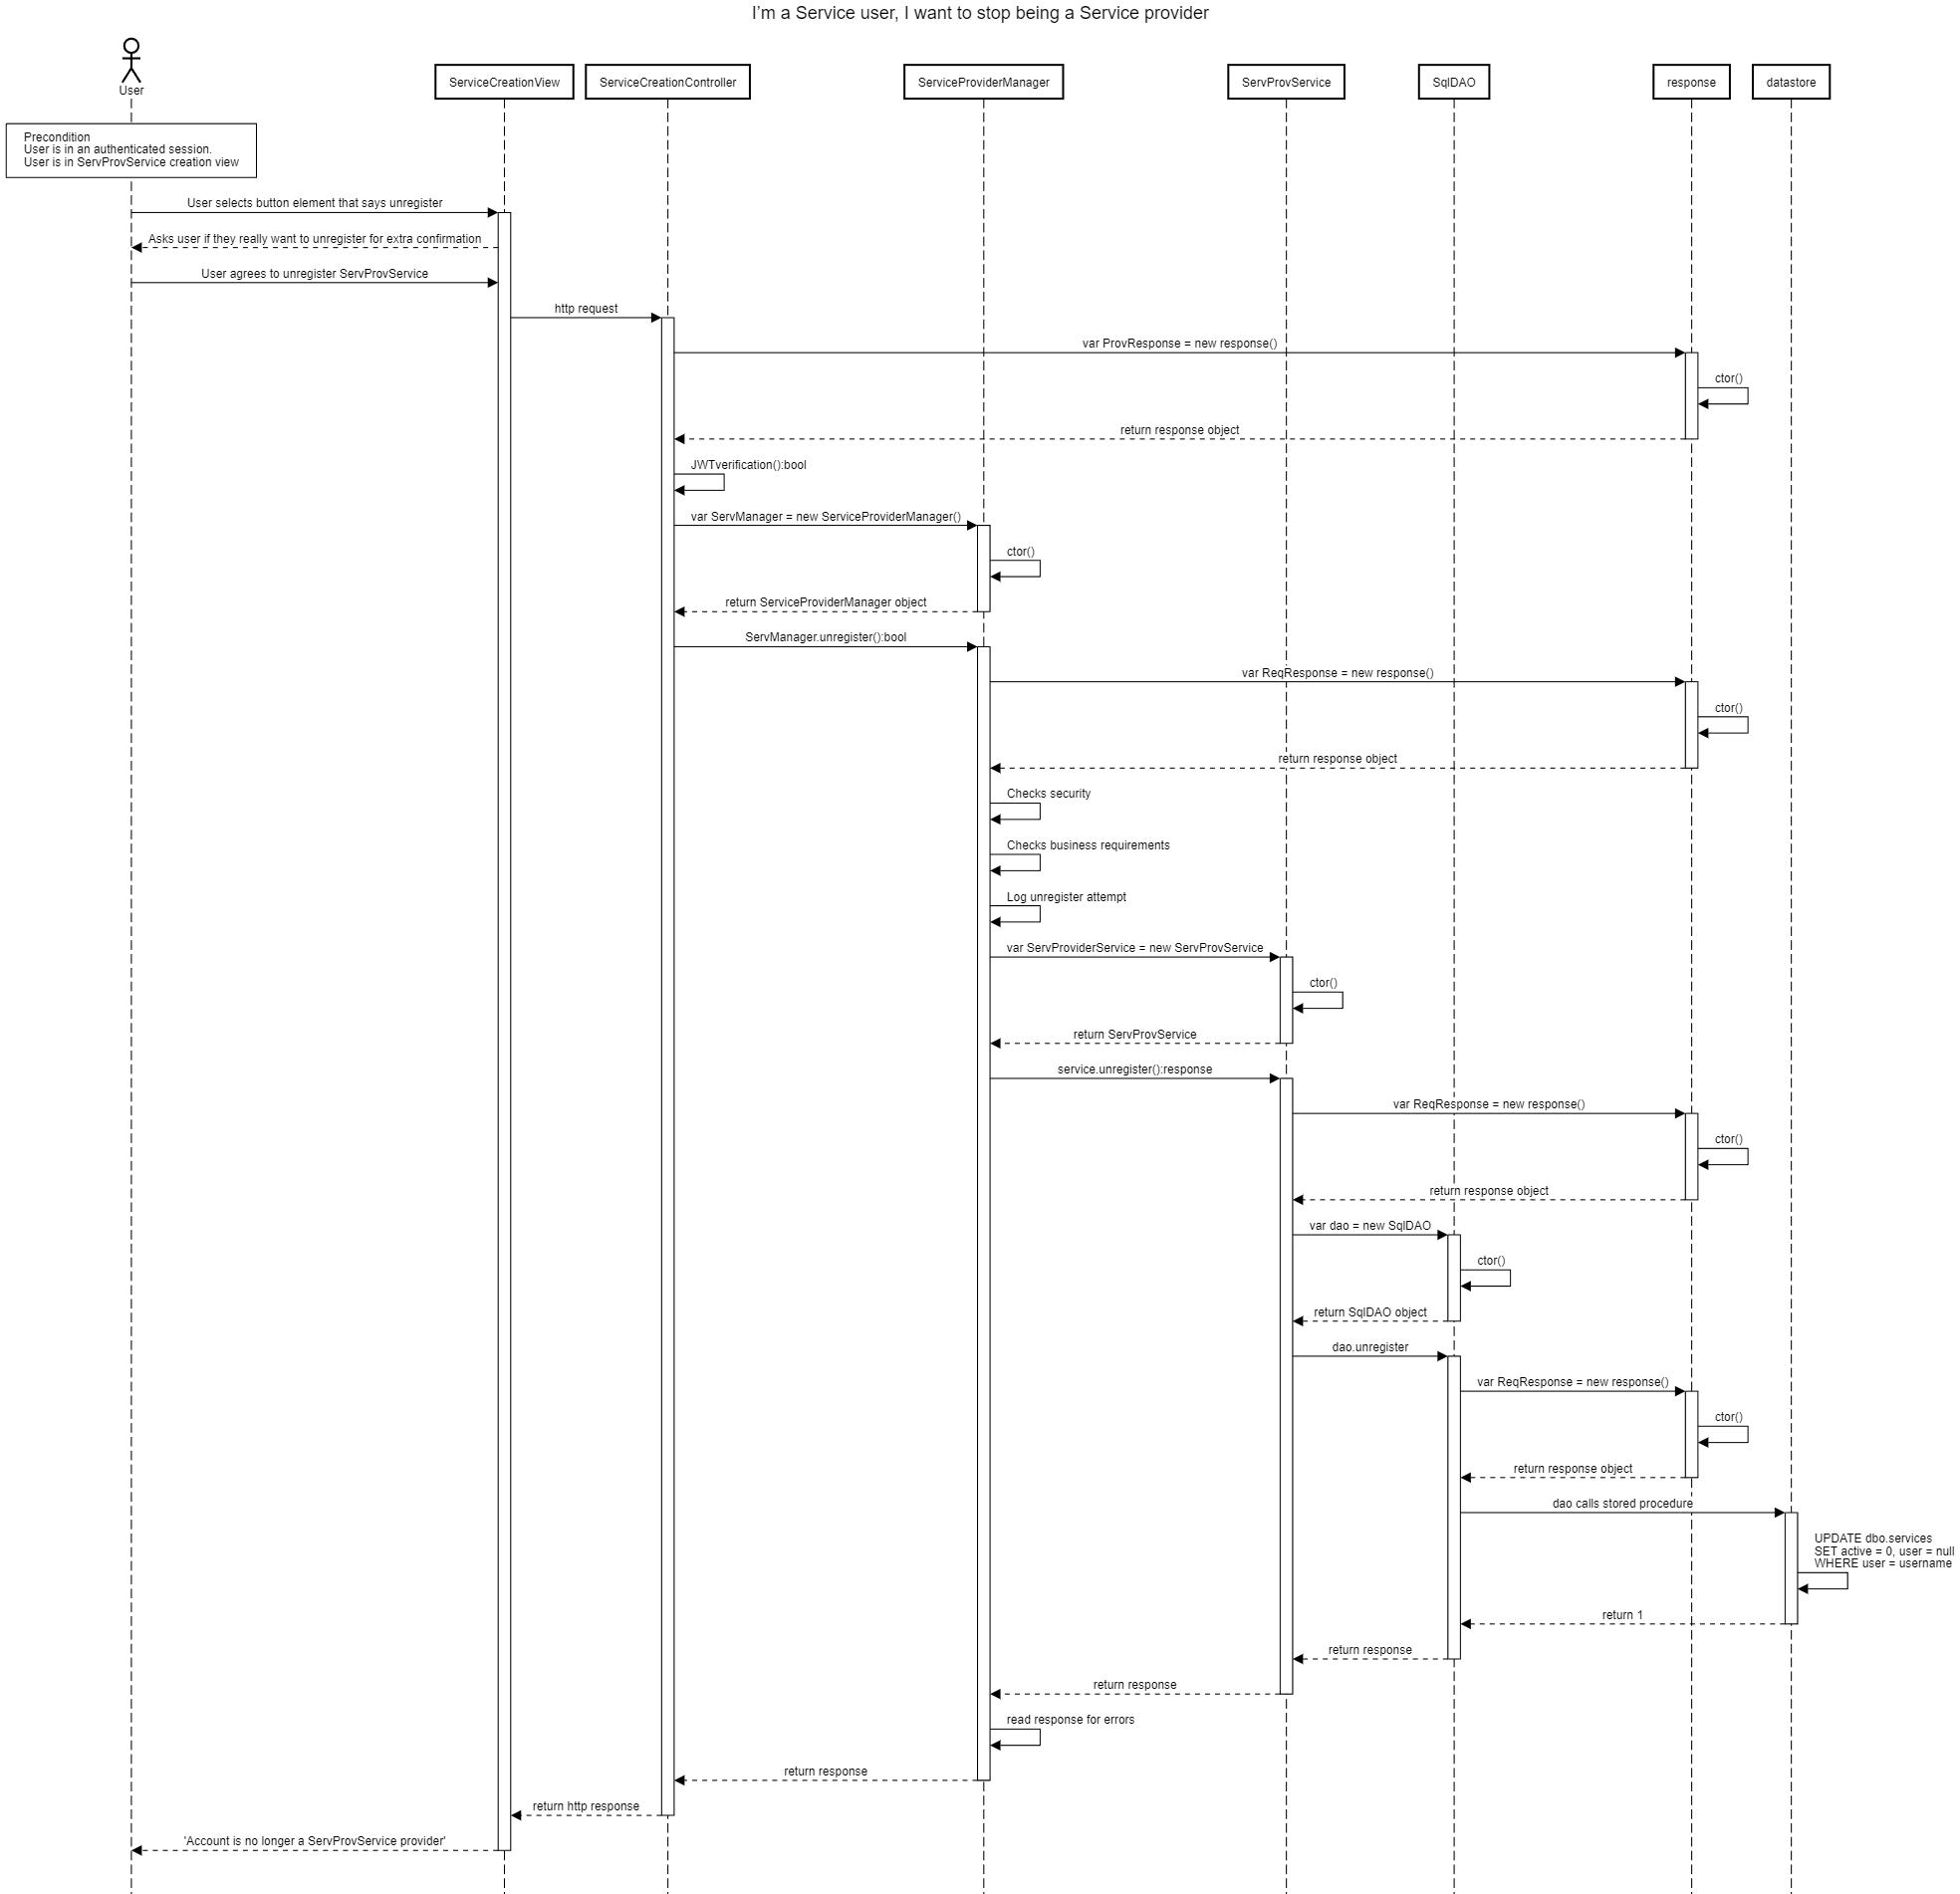 I'm a Service user, I want to stop being a Service provider
User
ServiceCreationView
ServiceCreationController
ServiceProviderManager
ServProvService
SqlDAO
response
datastore
Precondition
User is in an authenticated session.
User is in ServProvService creation view
User selects button element that says unregister
Asks user if they really want to unregister for extra confirmation
User agrees to unregister ServProvService
http request
var ProvResponse = new response()
ctor()
return response object
JWTverification():bool
var ServManager = new ServiceProviderManager()
ctor()
return ServiceProviderManager object
ServManager.unregister():bool
var ReqResponse = new response()
ctor()
return response object
Checks security
Checks business requirements
Log unregister attempt
var ServProviderService = new ServProvService
ctor()
return ServProvService
service.unregister():response
var ReqResponse = new response()
ctor()
return response object
var dao = new SqlDAO
ctor()
return SqlDAO object
dao.unregister
var ReqResponse = new response()
ctor()
return response object
dao calls stored procedure
UPDATE dbo.services
SET active = 0, user = null
WHERE user = username
return 1
return response
return response
read response for errors
return response
return http response
'Account is no longer a ServProvService provider'